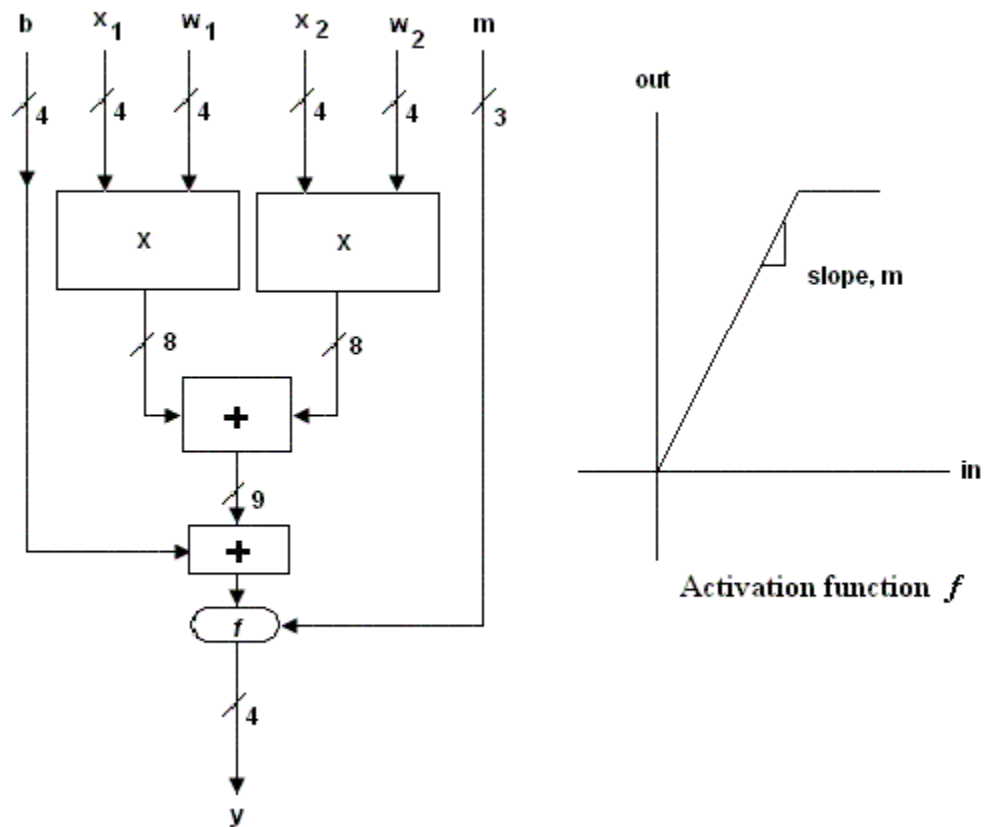 b x1 w1 x2 w2 m
4 4 4 4 4 3
x x
8 8
+
9
+
f
4
y
out
slope, m
in
Activation function f